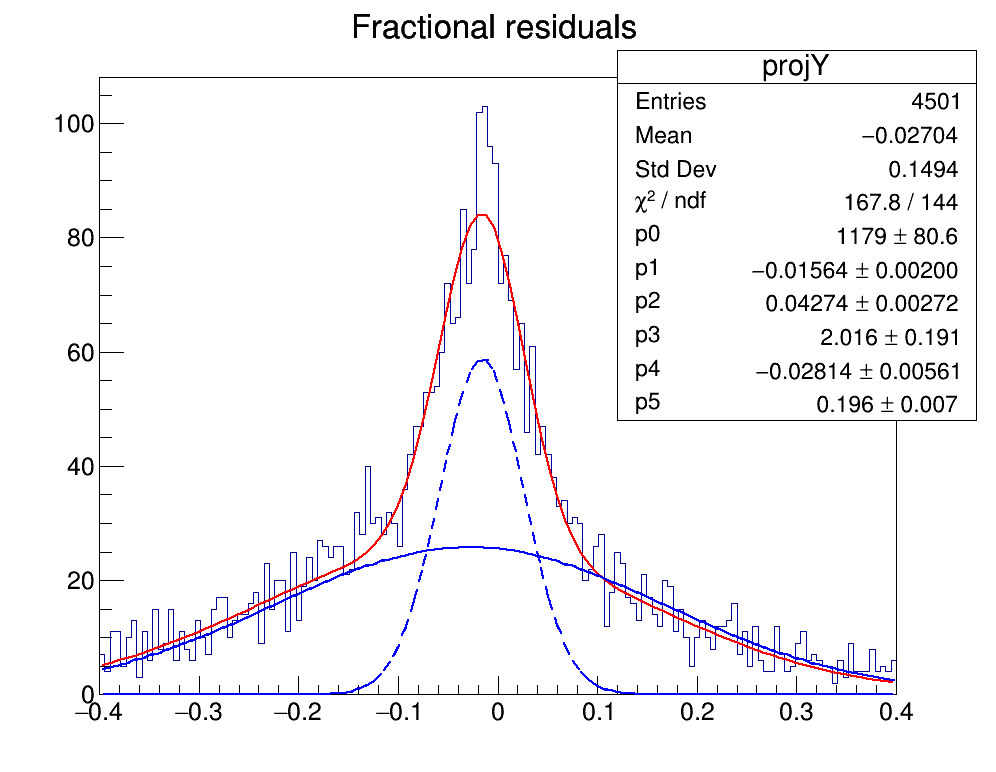 Fractional residuals
projY
Entries 4501
Mean −0.02704
Std Dev 0.1494
χ² / ndf 167.8 / 144
p0 1179 ± 80.6
p1 −0.01564 ± 0.00200
p2 0.04274 ± 0.00272
p3 2.016 ± 0.191
p4 −0.02814 ± 0.00561
p5 0.196 ± 0.007
100
80
60
40
20
0
−0.4 −0.3 −0.2 −0.1 0 0.1 0.2 0.3 0.4